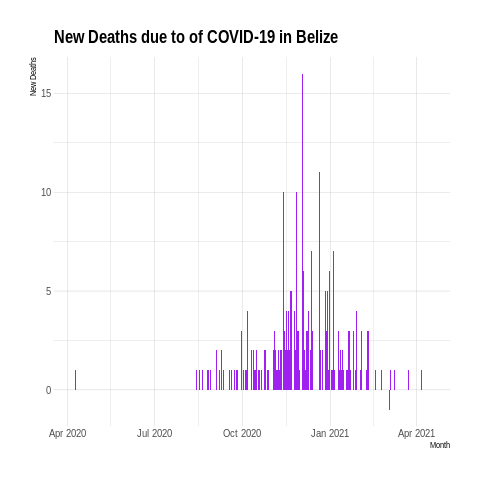 New Deaths due to of COVID-19 in Belize
New Deaths
15
10
5
0
Apr 2020 Jul 2020 Oct 2020 Jan 2021 Apr 2021
Month